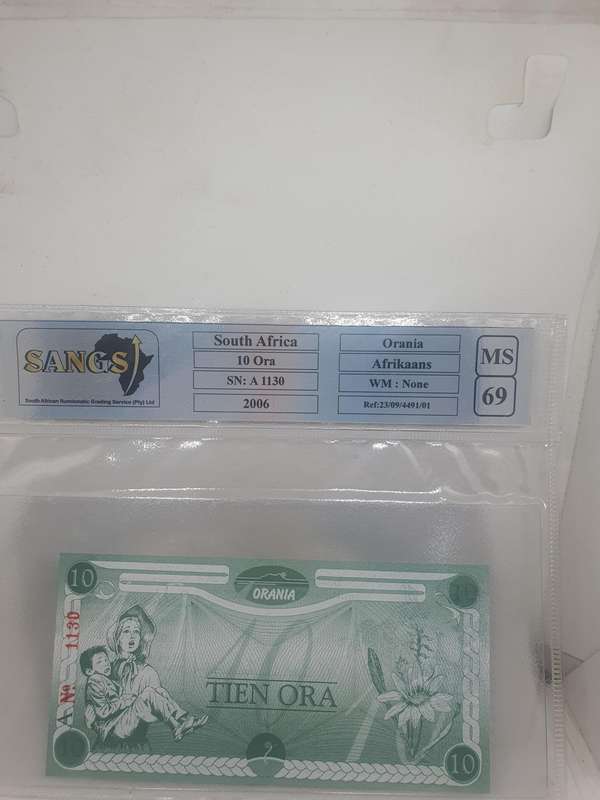 SANGS
South African Numismatic Grading Service (Pty) Ltd
South Africa
10 Ora
SN: A 1130
2006
Orania
Afrikaans
WM : None
Ref:23/09/4491/01
MS
69
10
ORANIA
10
A Nº 1130
10
TIEN ORA
10
10